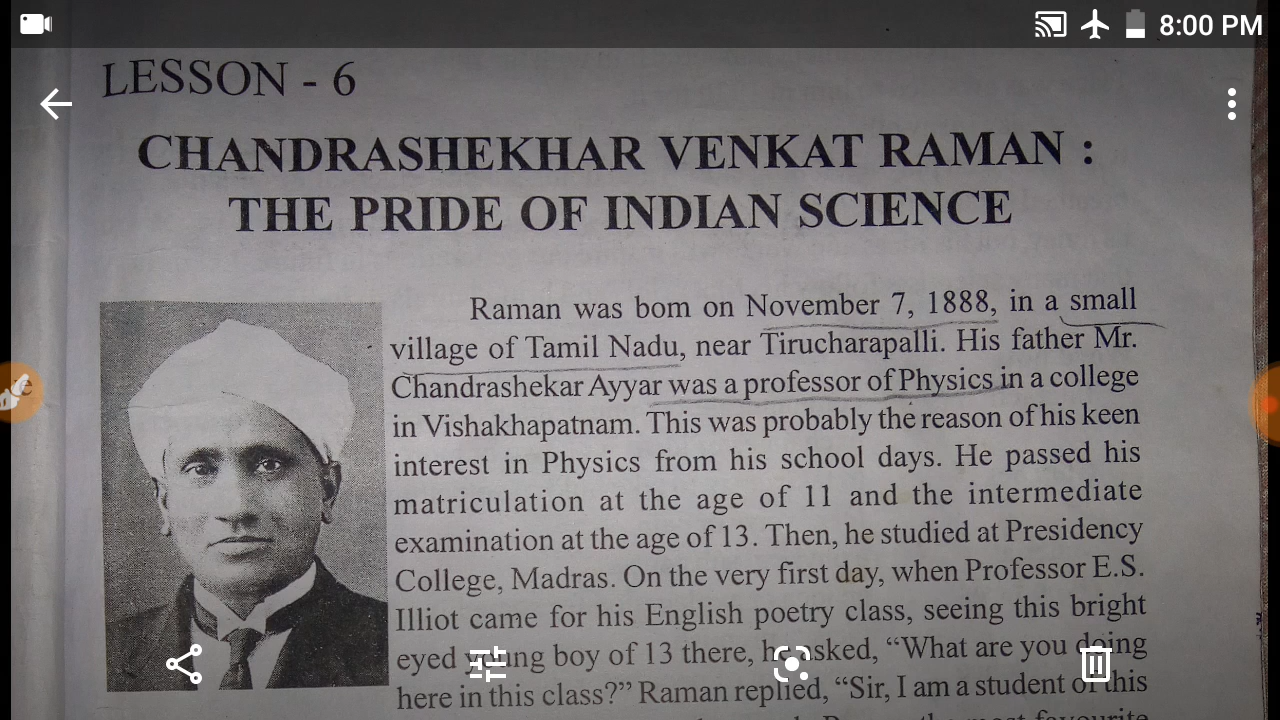 8:00 PM
LESSON - 6
CHANDRASHEKHAR VENKAT RAMAN :
THE PRIDE OF INDIAN SCIENCE
Raman was bom on November 7, 1888, in a small
village of Tamil Nadu, near Tirucharapalli. His father Mr.
Chandrashekar Ayyar was a professor of Physics in a college
in Vishakhapatnam. This was probably the reason of his keen
interest in Physics from his school days. He passed his
matriculation at the age of 11 and the intermediate
examination at the age of 13. Then, he studied at Presidency
College, Madras. On the very first day, when Professor E.S.
Illiot came for his English poetry class, seeing this bright
eyed young boy of 13 there, he asked, “What are you doing
here in this class?” Raman replied, “Sir, I am a student of this